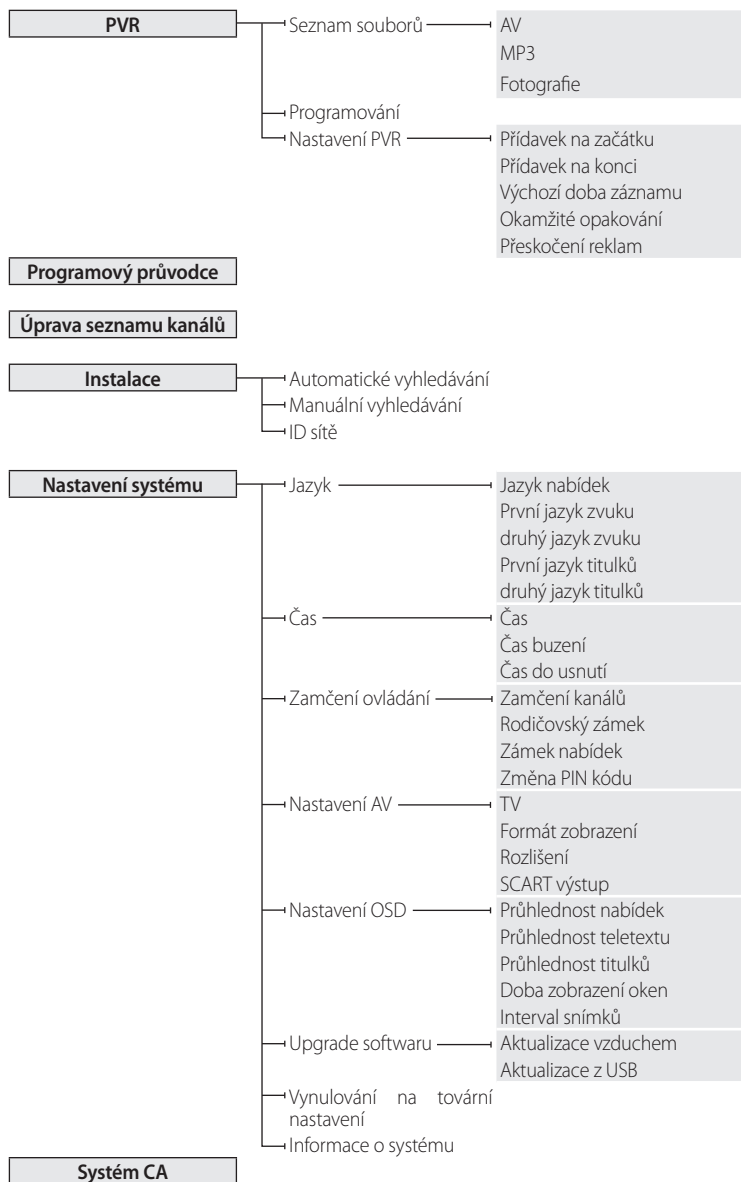 PVR
Seznam souborů
AV
MP3
Fotografie
Programování
Nastavení PVR
Přídavek na začátku
Přídavek na konci
Výchozí doba záznamu
Okamžité opakování
Přeskočení reklam
Programový průvodce
Úprava seznamu kanálů
Instalace
Automatické vyhledávání
Manuální vyhledávání
ID sítě
Nastavení systému
Jazyk
Jazyk nabídek
První jazyk zvuku
druhý jazyk zvuku
První jazyk titulků
druhý jazyk titulků
Čas
Čas
Čas buzení
Čas do usnutí
Zamčení ovládání
Zamčení kanálů
Rodičovský zámek
Zámek nabídek
Změna PIN kódu
Nastavení AV
TV
Formát zobrazení
Rozlišení
SCART výstup
Nastavení OSD
Průhlednost nabídek
Průhlednost teletextu
Průhlednost titulků
Doba zobrazení oken
Interval snímků
Upgrade softwaru
Aktualizace vzduchem
Aktualizace z USB
Vynulování na tovární
nastavení
Informace o systému
Systém CA